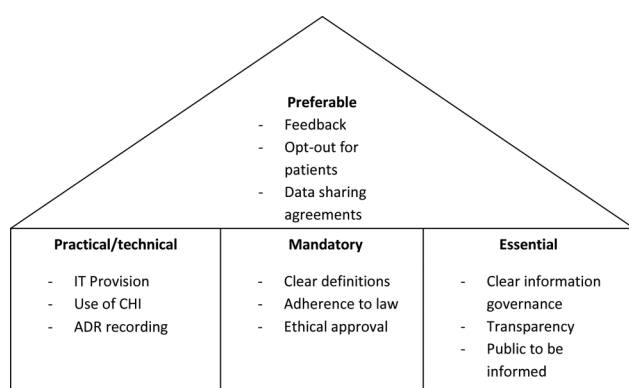 Preferable
- Feedback
- Opt-out for
patients
- Data sharing
agreements
Practical/technical
- IT Provision
- Use of CHI
- ADR recording
Mandatory
- Clear definitions
- Adherence to law
- Ethical approval
Essential
- Clear information
governance
- Transparency
- Public to be
informed